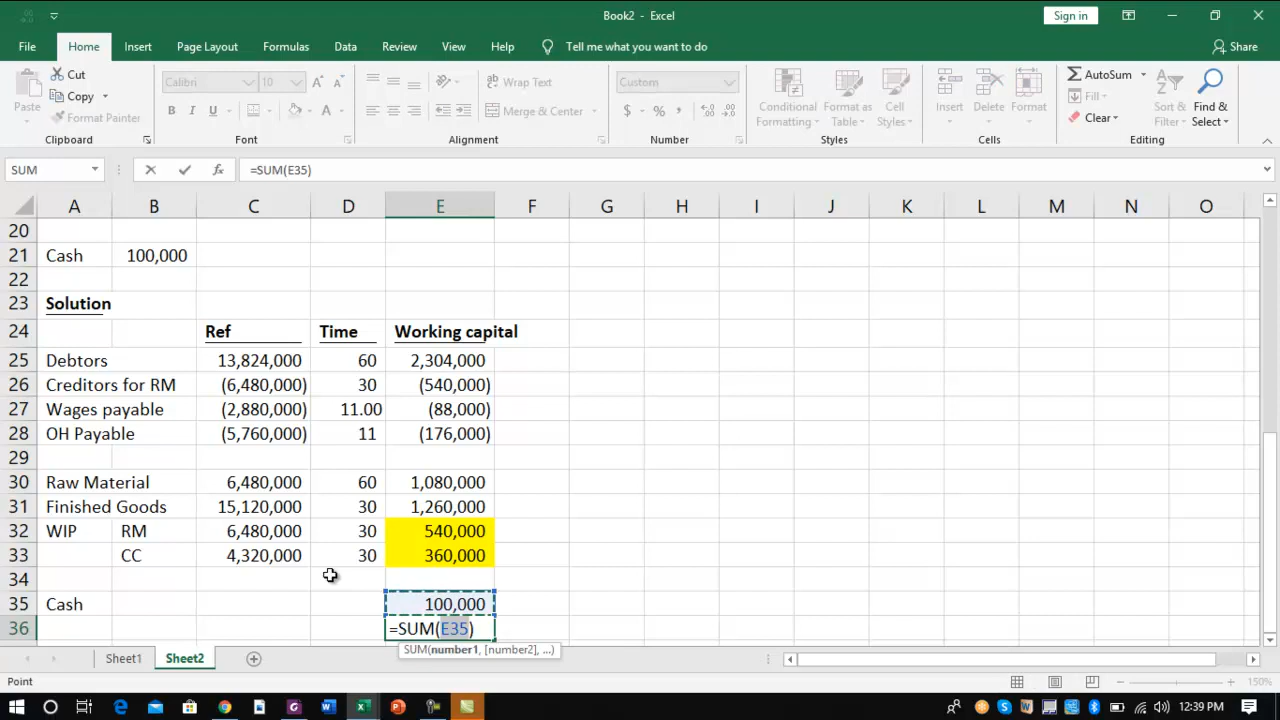 Book2 - Excel
Sign in
File Home Insert Page Layout Formulas Data Review View Help Tell me what you want to do Share
Cut
Copy
Format Painter
Paste
Clipboard
Calibri 10 A A
B I U A
Font
ab Wrap Text
Merge & Center
Alignment
Custom
$ % ,
Number
Conditional Formatting
Format as Table
Cell Styles
Styles
Insert Delete Format
Cells
AutoSum
Fill
Clear
Sort & Filter
Find & Select
Editing
SUM fx =SUM(E35)
A B C D E F G H I J K L M N O
20
21 Cash 100,000
22
23 Solution
24 Ref Time Working capital
25 Debtors 13,824,000 60 2,304,000
26 Creditors for RM (6,480,000) 30 (540,000)
27 Wages payable (2,880,000) 11.00 (88,000)
28 OH Payable (5,760,000) 11 (176,000)
29
30 Raw Material 6,480,000 60 1,080,000
31 Finished Goods 15,120,000 30 1,260,000
32 WIP RM 6,480,000 30 540,000
33 CC 4,320,000 30 360,000
34
35 Cash 100,000
36 =SUM(E35)
SUM(number1, [number2], ...)
Sheet1 Sheet2
Point 150%
12:39 PM